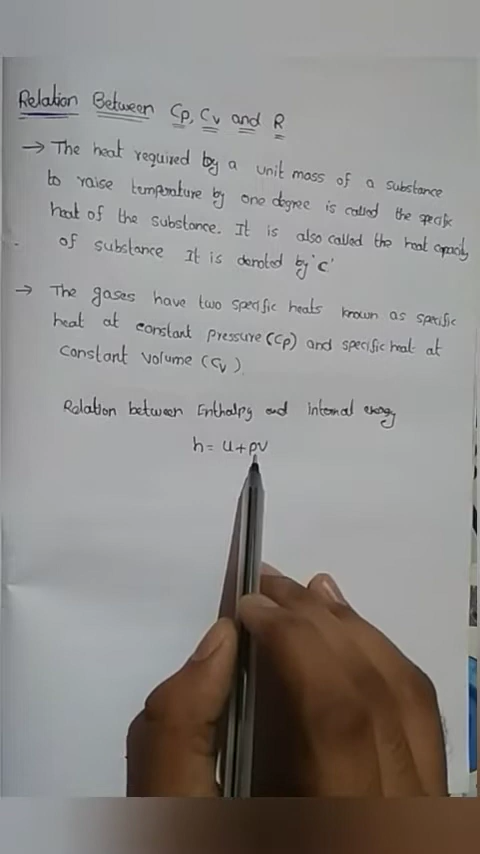 Relation Between Cp, Cv and R
→ The heat required by a unit mass of a substance
to raise temperature by one degree is called the specific
heat of the substance. It is also called the heat capacity
of substance It is denoted by 'C'
→ The gases have two specific heats known as specific
heat at constant pressure (Cp) and specific heat at
constant volume (Cv).
Relation between Enthalpy and internal energy
h = u+pv